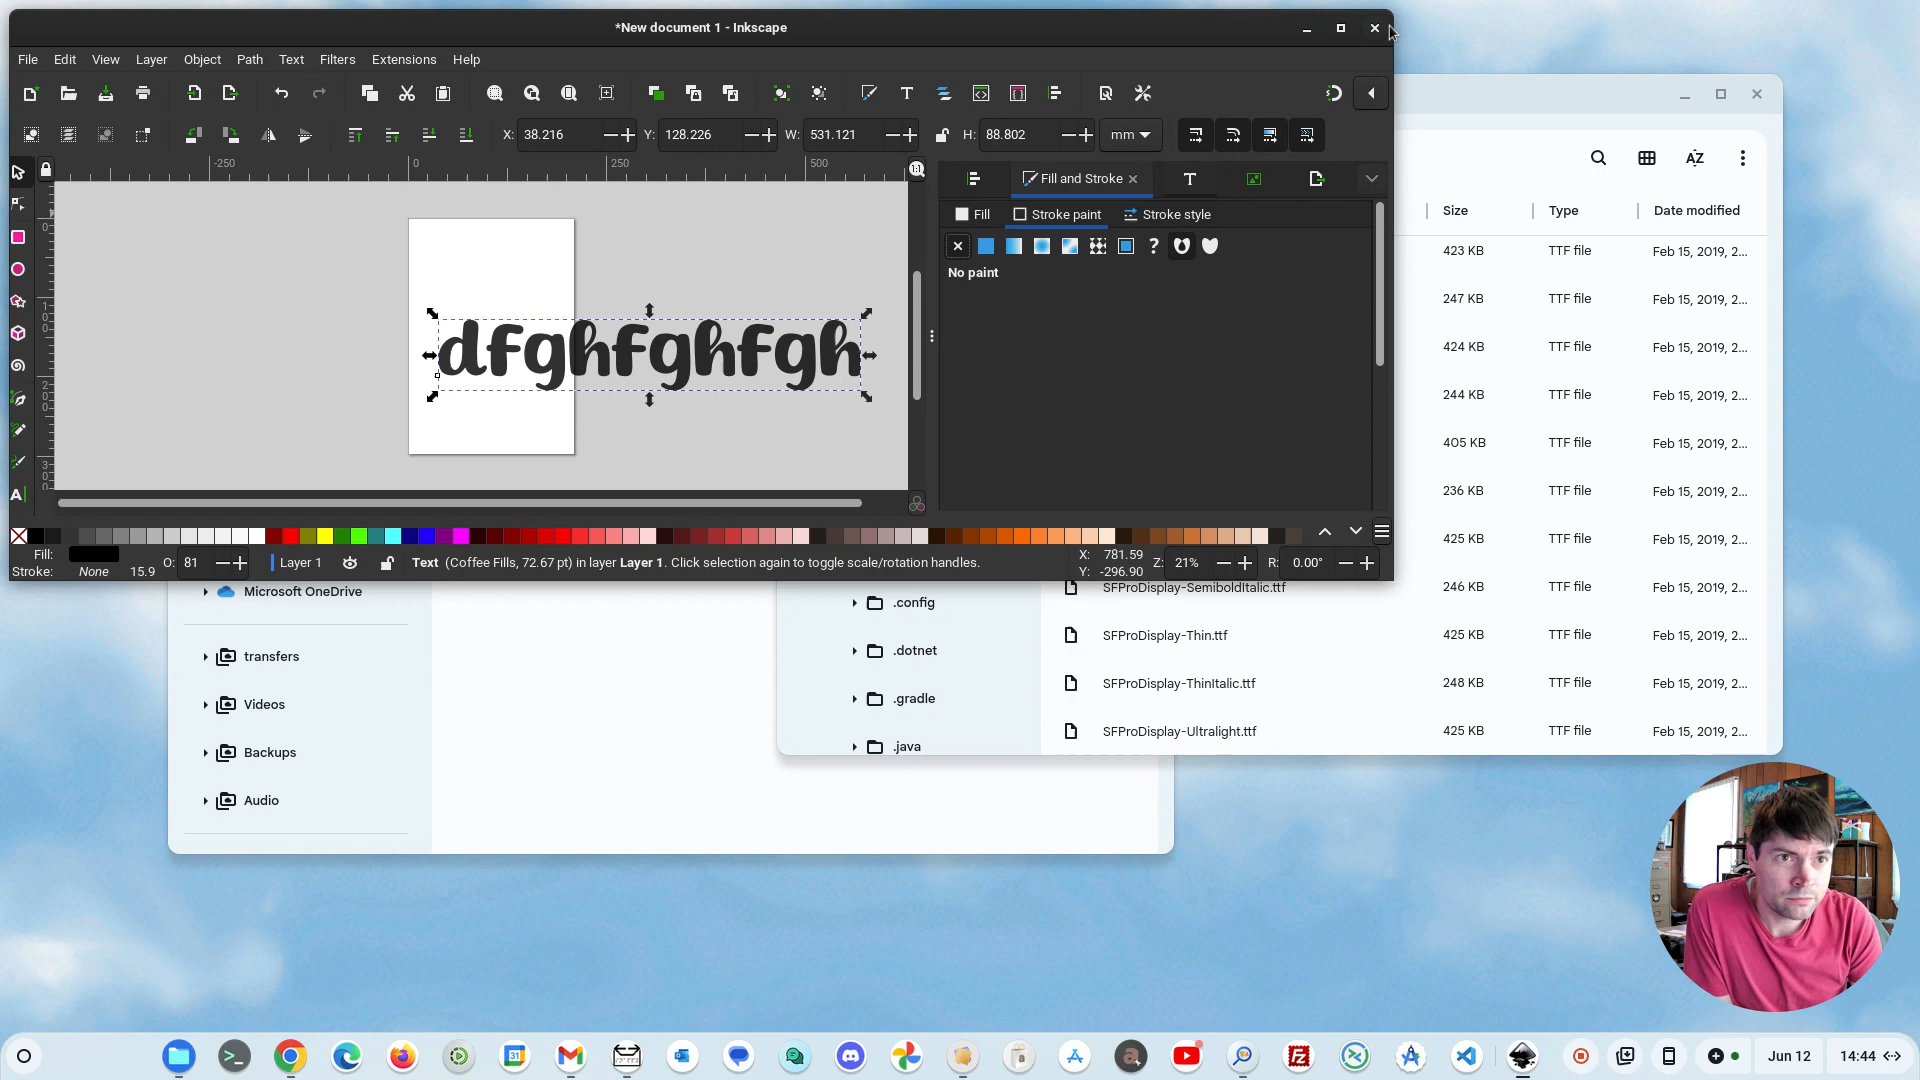 *New document 1 - Inkscape
File Edit View Layer Object Path Text Filters Extensions Help
X: 38.216 Y: 128.226 W: 531.121 H: 88.802 mm
-250 0 250 500
Fill and Stroke
Fill Stroke paint Stroke style
No paint
dfghfghfgh
Fill:
Stroke: None 15.9 O: 81 Layer 1 Text (Coffee Fills, 72.67 pt) in layer Layer 1. Click selection again to toggle scale/rotation handles. X: 781.59 Y: -296.90 Z: 21% R: 0.00°
Size Type Date modified
423 KB TTF file Feb 15, 2019, 2...
247 KB TTF file Feb 15, 2019, 2...
424 KB TTF file Feb 15, 2019, 2...
244 KB TTF file Feb 15, 2019, 2...
405 KB TTF file Feb 15, 2019, 2...
236 KB TTF file Feb 15, 2019, 2...
425 KB TTF file Feb 15, 2019, 2...
SFProDisplay-SemiboldItalic.ttf 246 KB TTF file Feb 15, 2019, 2...
SFProDisplay-Thin.ttf 425 KB TTF file Feb 15, 2019, 2...
SFProDisplay-ThinItalic.ttf 248 KB TTF file Feb 15, 2019, 2...
SFProDisplay-Ultralight.ttf 425 KB TTF file Feb 15, 2019, 2...
.config
.dotnet
.gradle
.java
Microsoft OneDrive
transfers
Videos
Backups
Audio
Jun 12 14:44